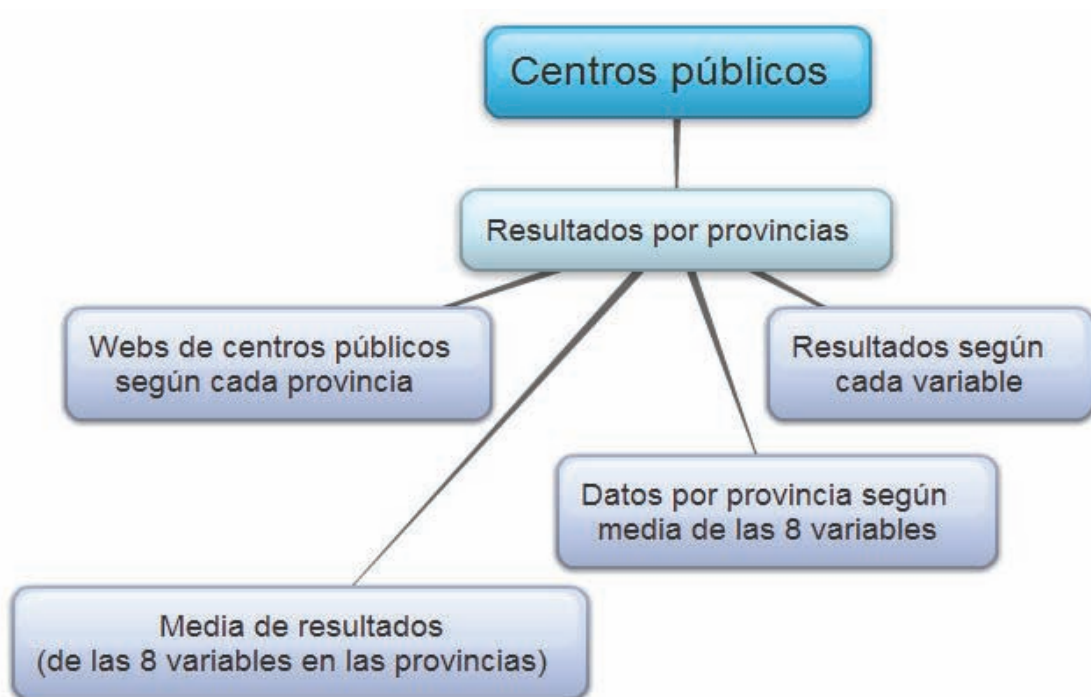 Centros públicos
Resultados por provincias
Webs de centros públicos
según cada provincia
Resultados según
cada variable
Datos por provincia según
media de las 8 variables
Media de resultados
(de las 8 variables en las provincias)